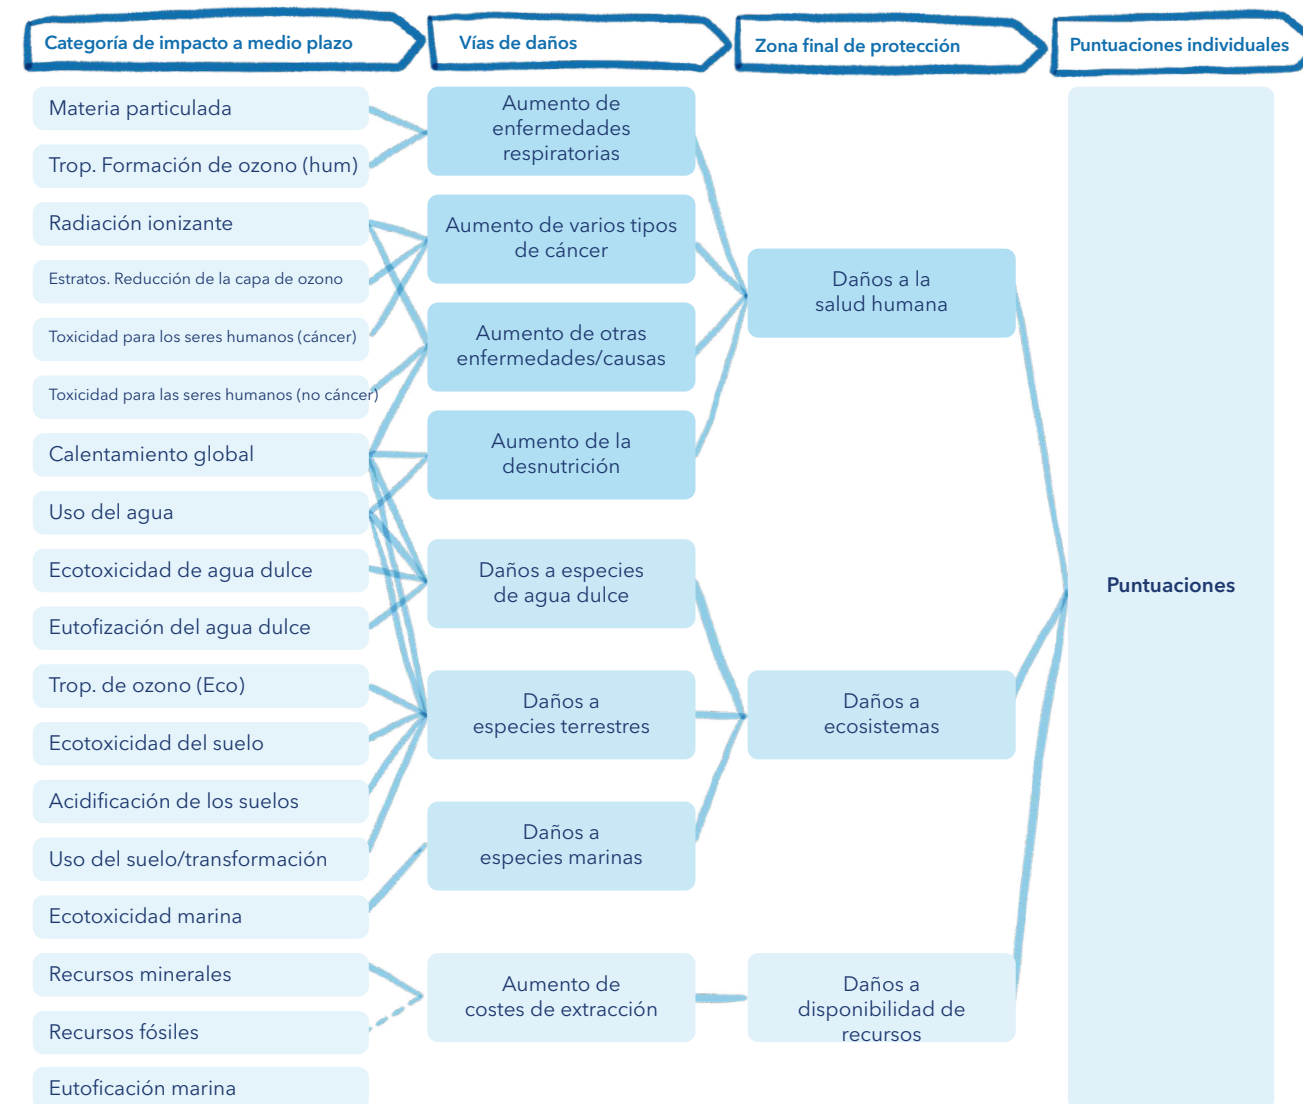 Categoría de impacto a medio plazo
Vías de daños
Zona final de protección
Puntuaciones individuales
Materia particulada
Trop. Formación de ozono (hum)
Radiación ionizante
Estratos. Reducción de la capa de ozono
Toxicidad para los seres humanos (cáncer)
Toxicidad para las seres humanos (no cáncer)
Calentamiento global
Uso del agua
Ecotoxicidad de agua dulce
Eutofización del agua dulce
Trop. de ozono (Eco)
Ecotoxicidad del suelo
Acidificación de los suelos
Uso del suelo/transformación
Ecotoxicidad marina
Recursos minerales
Recursos fósiles
Eutoficación marina
Aumento de
enfermedades
respiratorias
Aumento de varios tipos
de cáncer
Aumento de otras
enfermedades/causas
Aumento de la
desnutrición
Daños a especies
de agua dulce
Daños a
especies terrestres
Daños a
especies marinas
Aumento de
costes de extracción
Daños a la
salud humana
Daños a
ecosistemas
Daños a
disponibilidad de
recursos
Puntuaciones